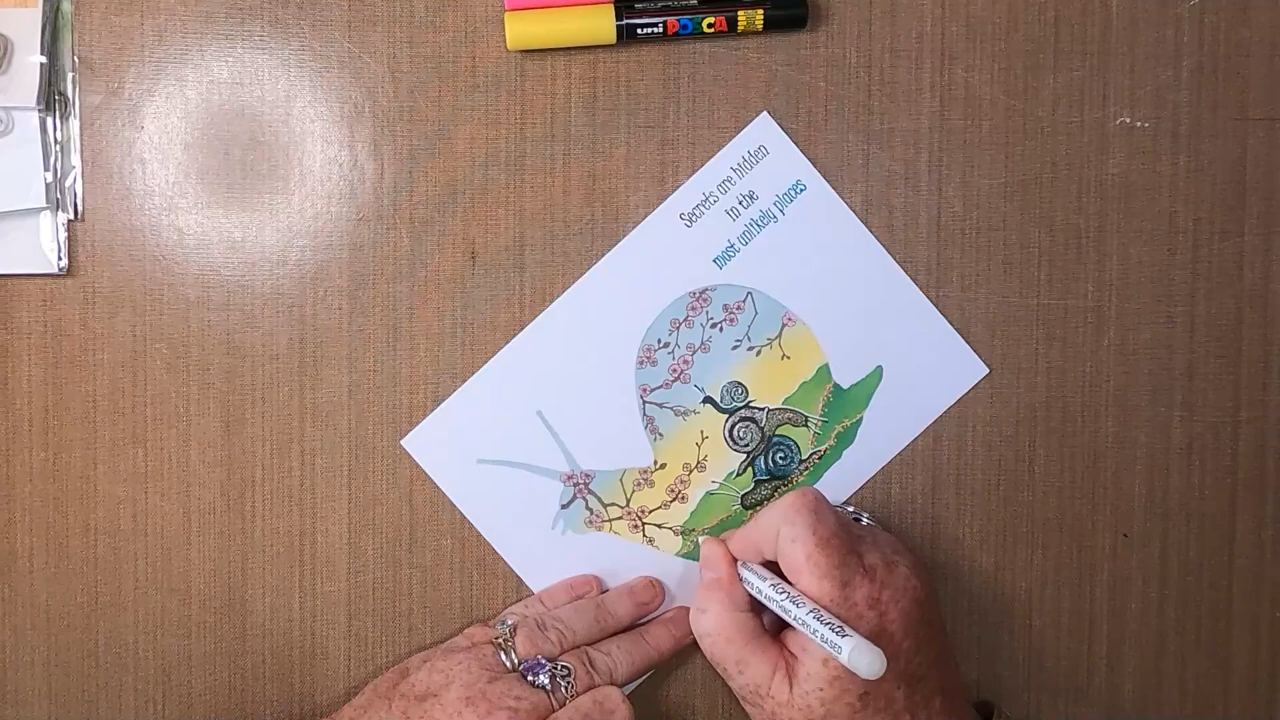 uni POSCA
Secrets are hidden
in the
most unlikely places
Acrylic Painter
MARKS ON ANYTHING ACRYLIC BASED